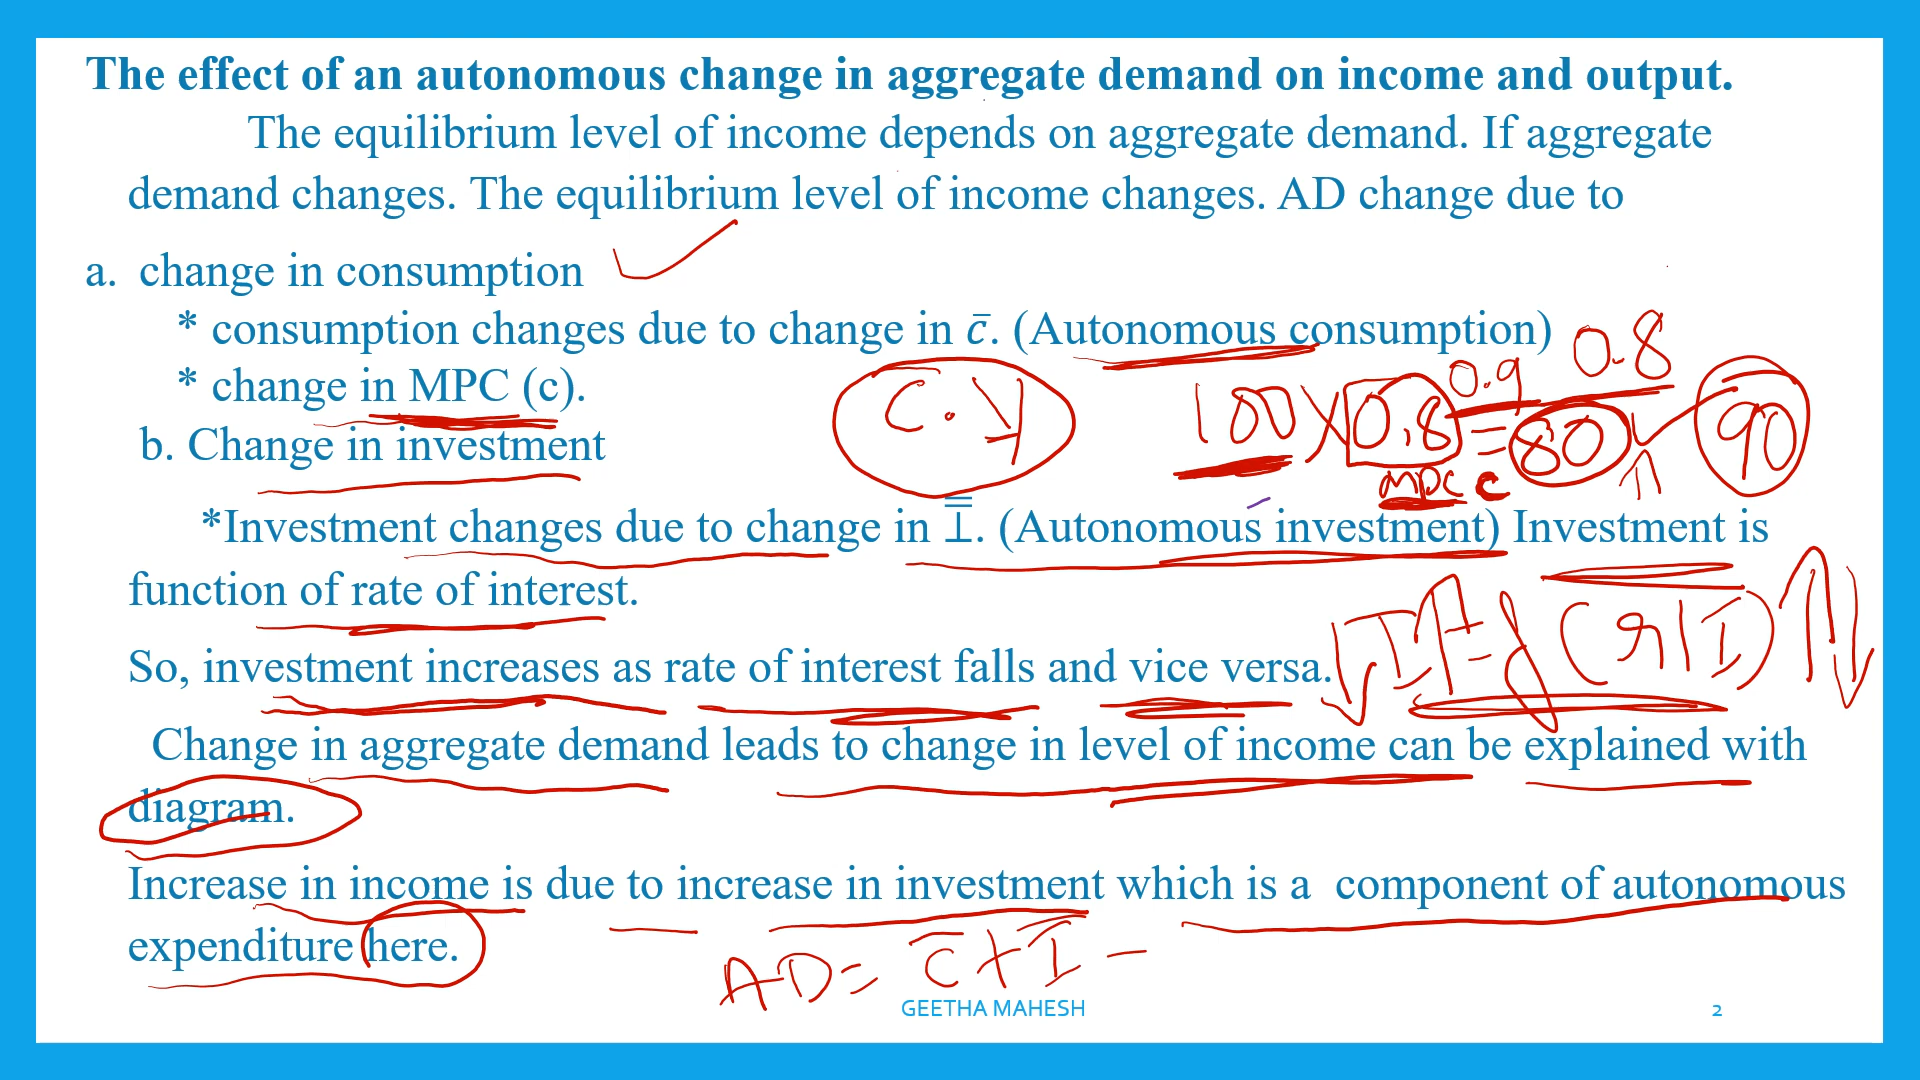 The effect of an autonomous change in aggregate demand on income and output.
The equilibrium level of income depends on aggregate demand. If aggregate
demand changes. The equilibrium level of income changes. AD change due to
a. change in consumption
* consumption changes due to change in c̄. (Autonomous consumption)
0.9 0.8
* change in MPC (c).
c.y
100 x 0.8 = 80 90
b. Change in investment
MPC c
*Investment changes due to change in I̿. (Autonomous investment) Investment is
function of rate of interest.
So, investment increases as rate of interest falls and vice versa.
Change in aggregate demand leads to change in level of income can be explained with
diagram.
Increase in income is due to increase in investment which is a component of autonomous
expenditure here.
AD = C̄ + Ī -
GEETHA MAHESH
2